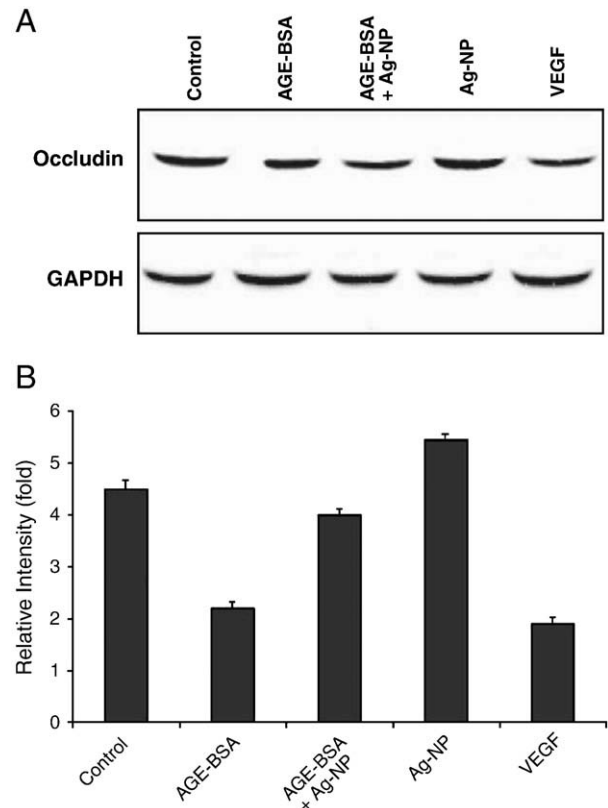 A
Control
AGE-BSA
AGE-BSA
+ Ag-NP
Ag-NP
VEGF
Occludin
GAPDH
B
Relative Intensity (fold)
6
5
4
3
2
1
0
Control
AGE-BSA
AGE-BSA
+ Ag-NP
Ag-NP
VEGF